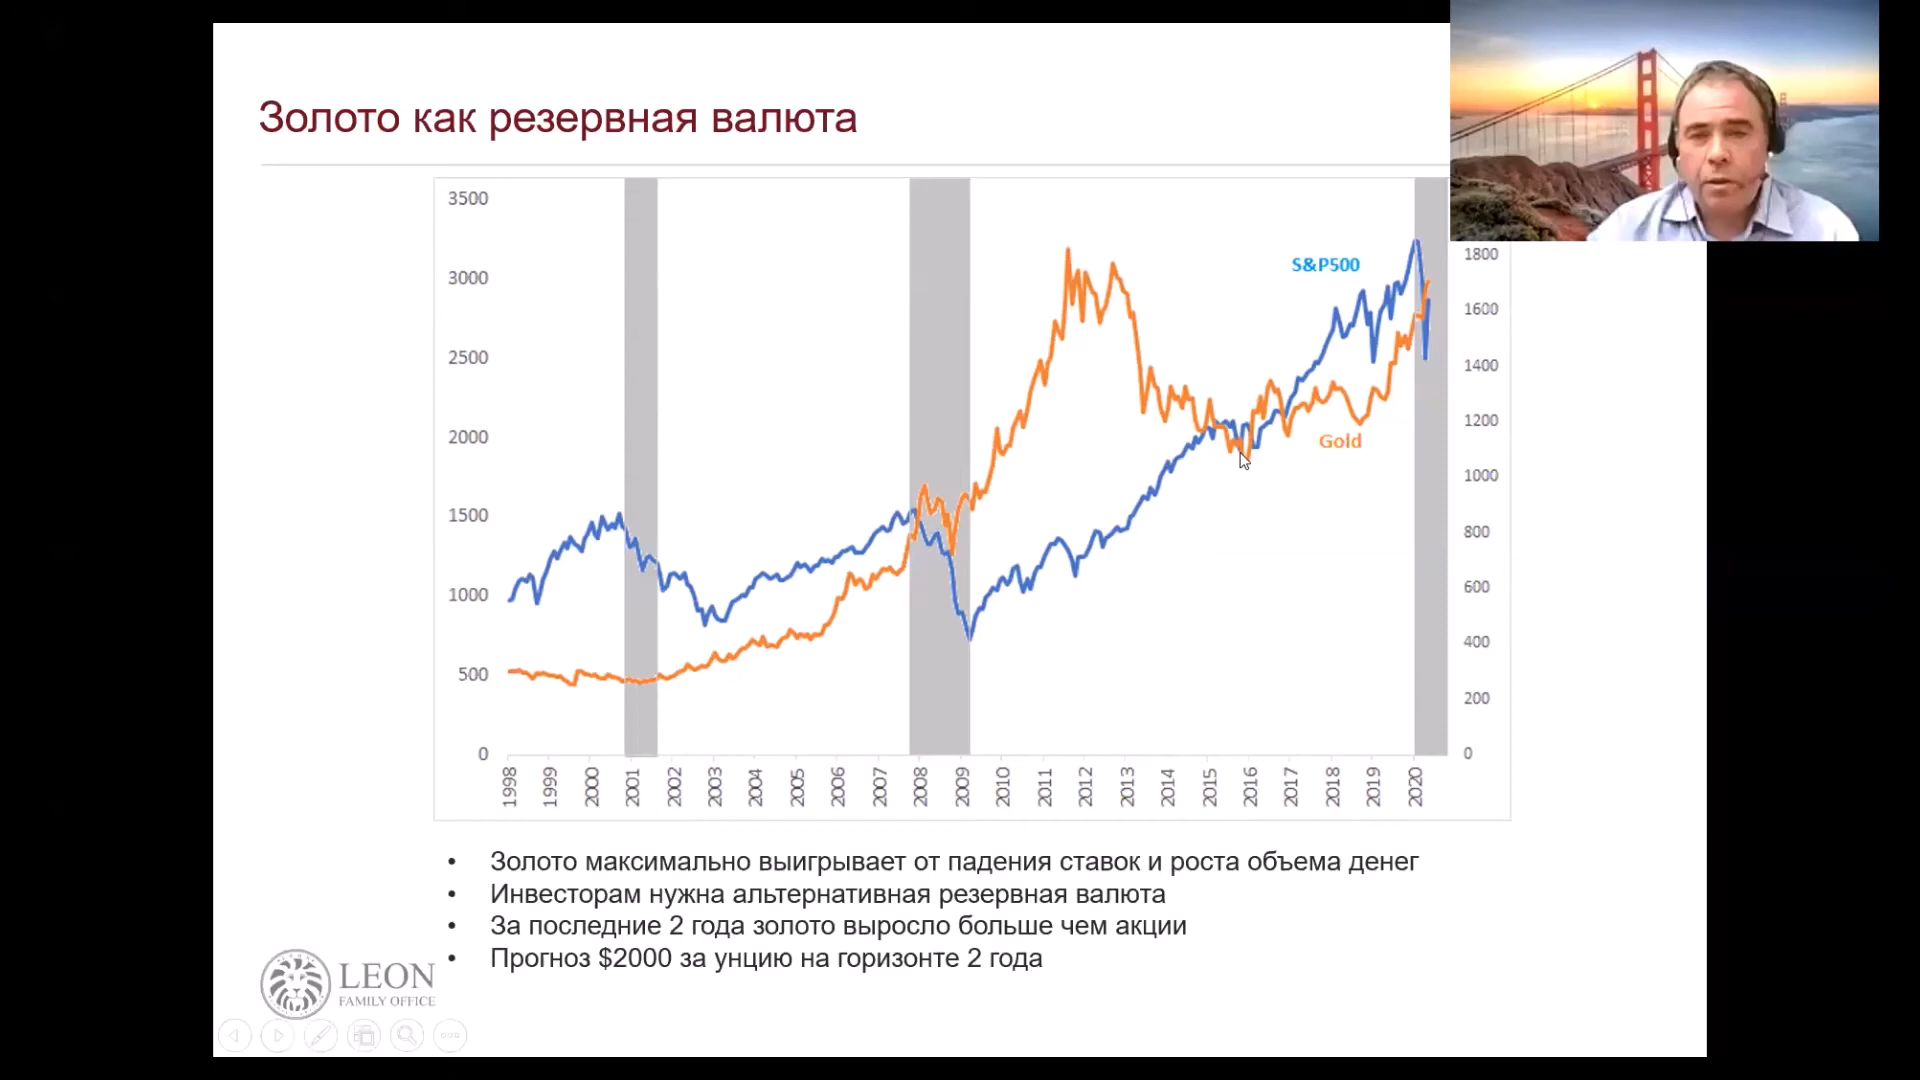 Золото как резервная валюта
3500
3000
2500
2000
1500
1000
500
0
S&P500
Gold
1800
1600
1400
1200
1000
800
600
400
200
0
1998 1999 2000 2001 2002 2003 2004 2005 2006 2007 2008 2009 2010 2011 2012 2013 2014 2015 2016 2017 2018 2019 2020
• Золото максимально выигрывает от падения ставок и роста объема денег
• Инвесторам нужна альтернативная резервная валюта
• За последние 2 года золото выросло больше чем акции
• Прогноз $2000 за унцию на горизонте 2 года
LEON
FAMILY OFFICE